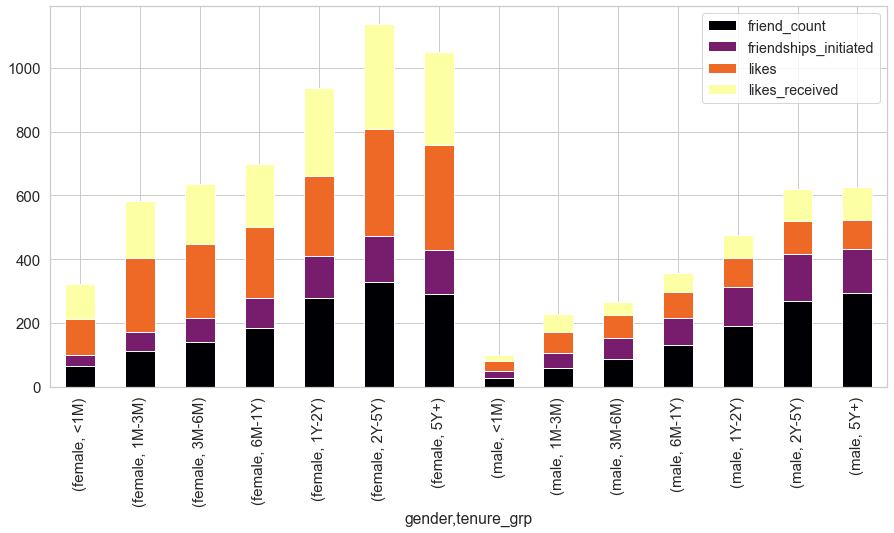 friend_count
friendships_initiated
likes
likes_received
1000
800
600
400
200
0
(female, <1M)
(female, 1M-3M)
(female, 3M-6M)
(female, 6M-1Y)
(female, 1Y-2Y)
(female, 2Y-5Y)
(female, 5Y+)
(male, <1M)
(male, 1M-3M)
(male, 3M-6M)
(male, 6M-1Y)
(male, 1Y-2Y)
(male, 2Y-5Y)
(male, 5Y+)
gender,tenure_grp